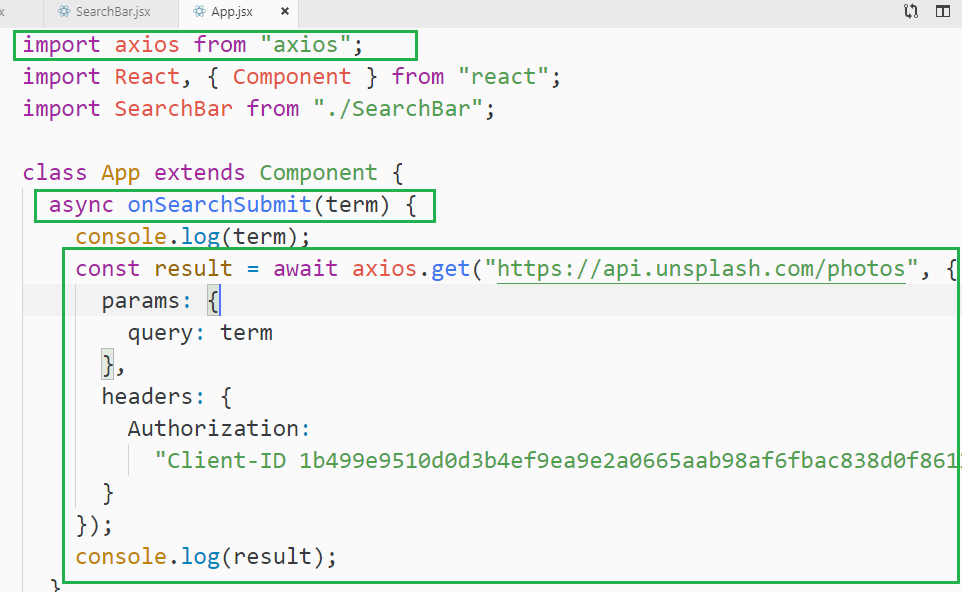 x SearchBar.jsx App.jsx ×
import axios from "axios";
import React, { Component } from "react";
import SearchBar from "./SearchBar";
class App extends Component {
async onSearchSubmit(term) {
console.log(term);
const result = await axios.get("https://api.unsplash.com/photos", {
params: {
query: term
},
headers: {
Authorization:
"Client-ID 1b499e9510d0d3b4ef9ea9e2a0665aab98af6fbac838d0f861
}
});
console.log(result);
}